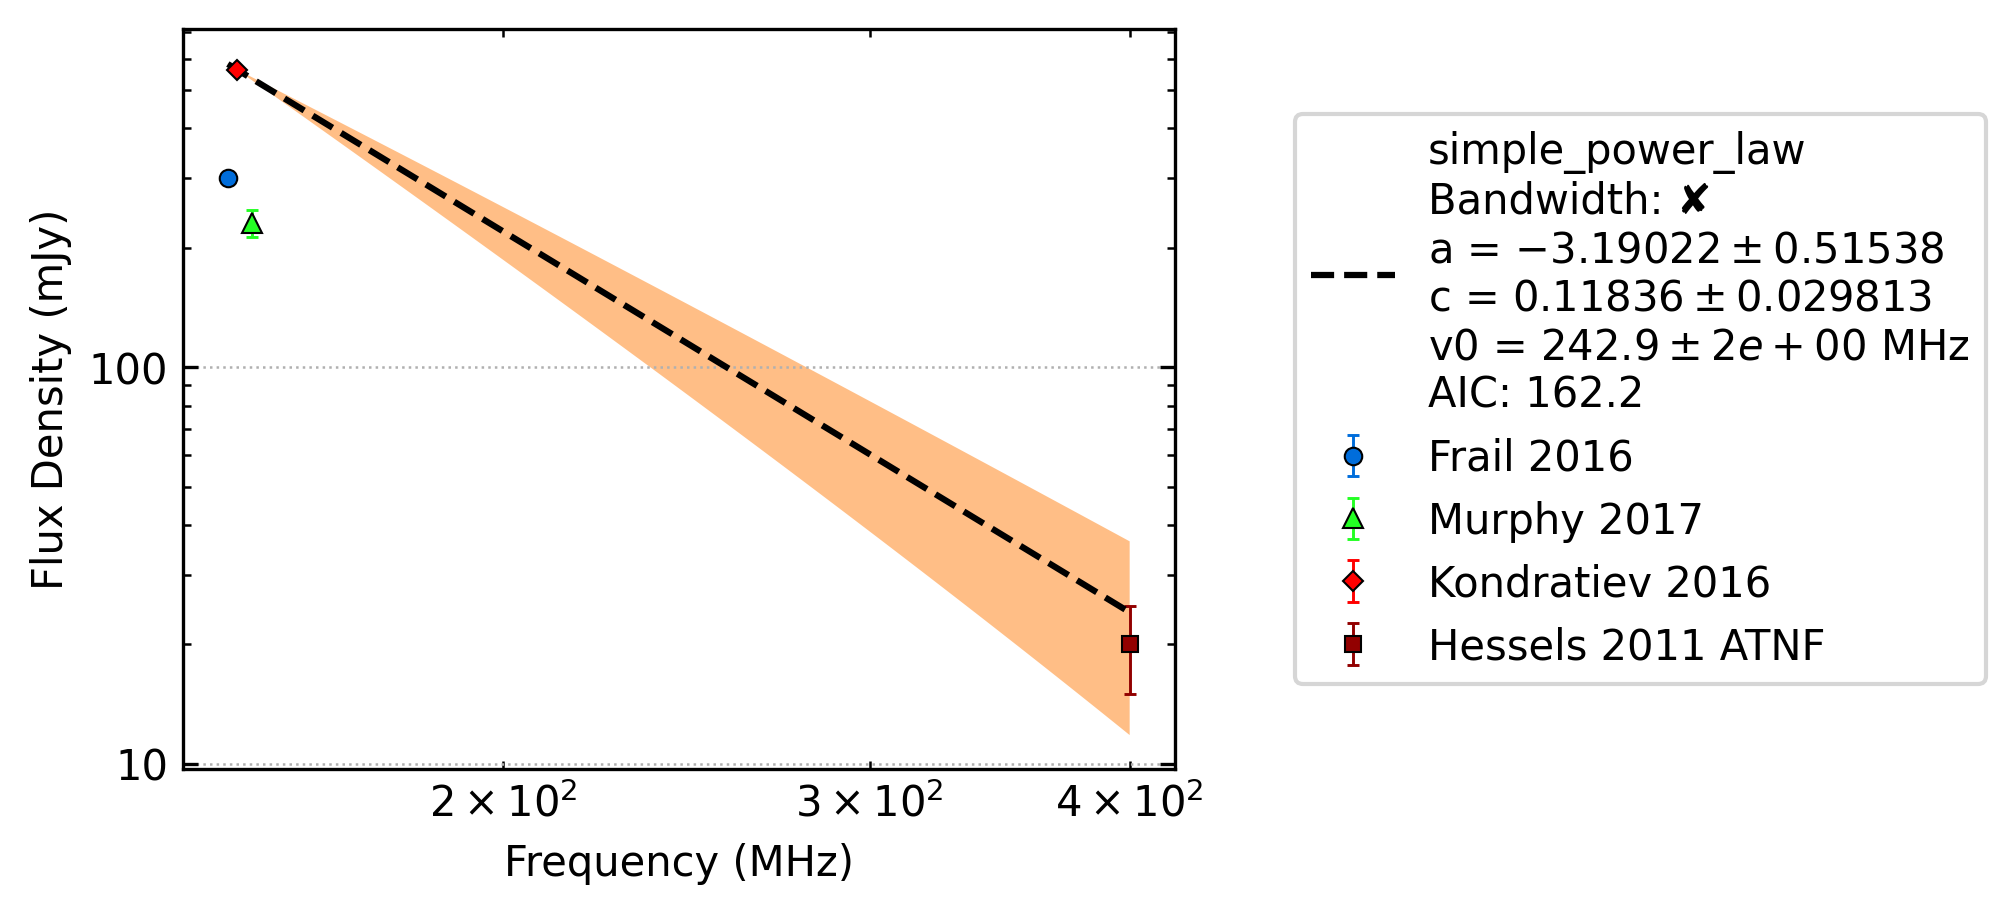 Flux Density (mJy)
100
10
2 × 10²
3 × 10²
4 × 10²
Frequency (MHz)
simple_power_law
Bandwidth: ✘
a = −3.19022 ± 0.51538
c = 0.11836 ± 0.029813
v0 = 242.9 ± 2e + 00 MHz
AIC: 162.2
Frail 2016
Murphy 2017
Kondratiev 2016
Hessels 2011 ATNF